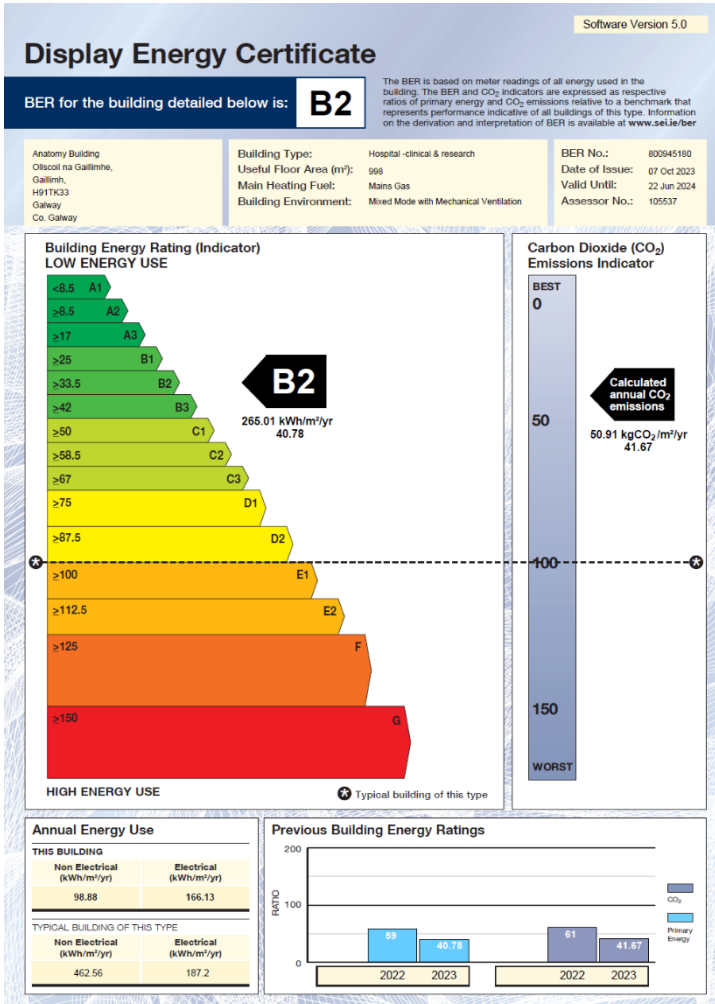 Software Version 5.0
Display Energy Certificate
BER for the building detailed below is:
B2
The BER is based on meter readings of all energy used in the
building. The BER and CO₂ indicators are expressed as respective
ratios of primary energy and CO₂ emissions relative to a benchmark that
represents performance indicative of all buildings of this type. Information
on the derivation and interpretation of BER is available at www.sei.ie/ber
Anatomy Building
Ollscoil na Gaillimhe,
Gaillimh,
H91TK33
Galway
Co. Galway
Building Type: Hospital -clinical & research
Useful Floor Area (m²): 998
Main Heating Fuel: Mains Gas
Building Environment: Mixed Mode with Mechanical Ventilation
BER No.: 800945180
Date of Issue: 07 Oct 2023
Valid Until: 22 Jun 2024
Assessor No.: 105537
Building Energy Rating (Indicator)
LOW ENERGY USE
<8.5 A1
≥8.5 A2
≥17 A3
≥25 B1
≥33.5 B2
≥42 B3
≥50 C1
≥58.5 C2
≥67 C3
≥75 D1
≥87.5 D2
≥100 E1
≥112.5 E2
≥125 F
≥150 G
B2
265.01 kWh/m²/yr
40.78
HIGH ENERGY USE
Typical building of this type
Carbon Dioxide (CO₂)
Emissions Indicator
BEST
0
50
100
150
WORST
Calculated
annual CO₂
emissions
50.91 kgCO₂/m²/yr
41.67
Annual Energy Use
THIS BUILDING
Non Electrical Electrical
(kWh/m²/yr) (kWh/m²/yr)
98.88 166.13
TYPICAL BUILDING OF THIS TYPE
Non Electrical Electrical
(kWh/m²/yr) (kWh/m²/yr)
462.56 187.2
Previous Building Energy Ratings
RATIO
200
100
0
59
40.78
61
41.67
2022 2023
2022 2023
CO₂
Primary
Energy